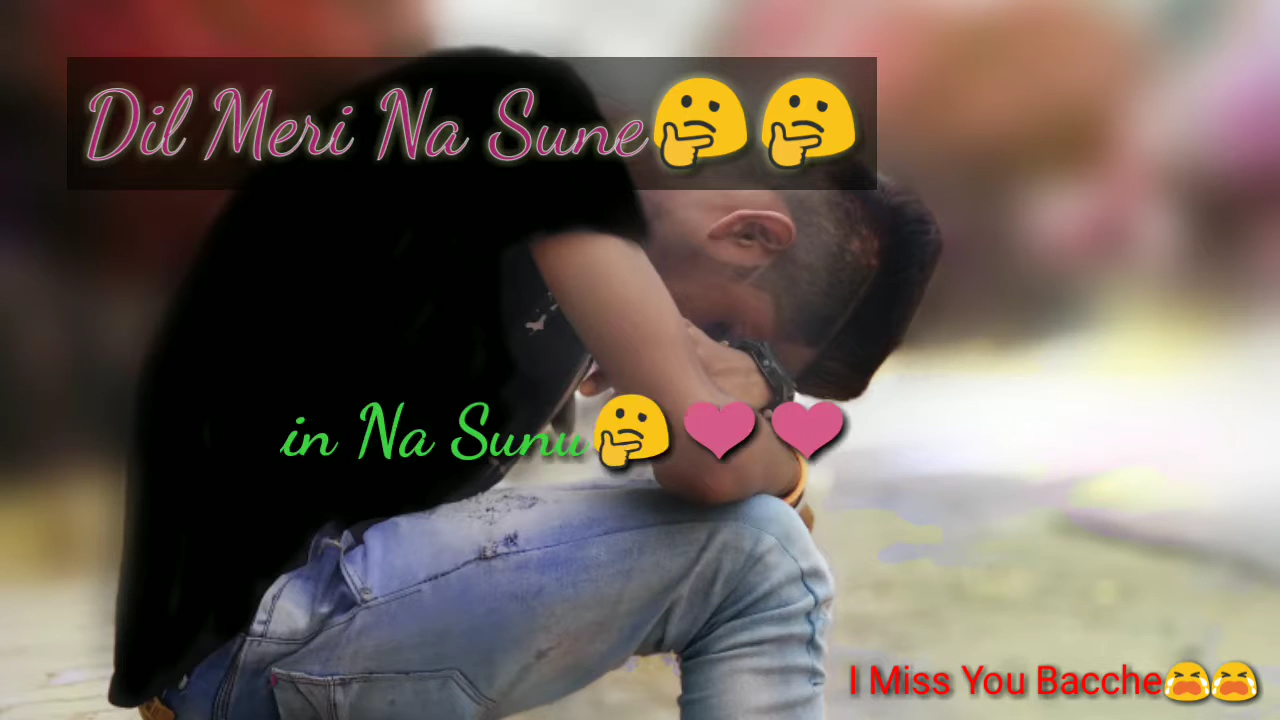 Dil Meri Na Sune🤔🤔
in Na Sunu🤔❤❤
I Miss You Bacche😭😭